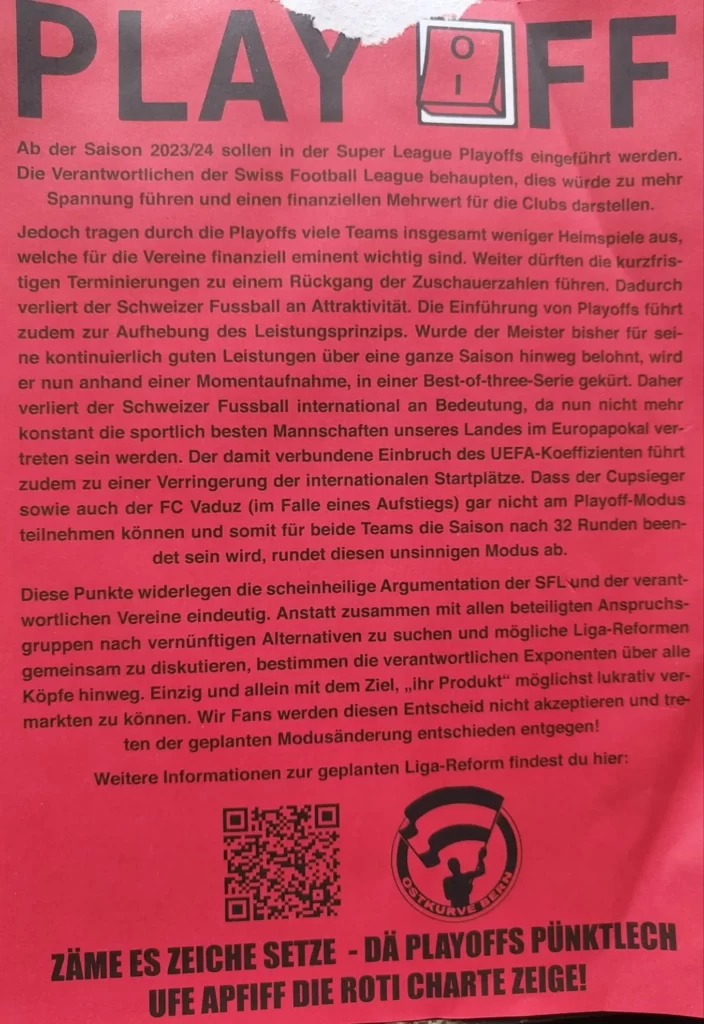 PLAY OFF
Ab der Saison 2023/24 sollen in der Super League Playoffs eingeführt werden.
Die Verantwortlichen der Swiss Football League behaupten, dies würde zu mehr
Spannung führen und einen finanziellen Mehrwert für die Clubs darstellen.
Jedoch tragen durch die Playoffs viele Teams insgesamt weniger Heimspiele aus,
welche für die Vereine finanziell eminent wichtig sind. Weiter dürften die kurzfris-
tigen Terminierungen zu einem Rückgang der Zuschauerzahlen führen. Dadurch
verliert der Schweizer Fussball an Attraktivität. Die Einführung von Playoffs führt
zudem zur Aufhebung des Leistungsprinzips. Wurde der Meister bisher für sei-
ne kontinuierlich guten Leistungen über eine ganze Saison hinweg belohnt, wird
er nun anhand einer Momentaufnahme, in einer Best-of-three-Serie gekürt. Daher
verliert der Schweizer Fussball international an Bedeutung, da nun nicht mehr
konstant die sportlich besten Mannschaften unseres Landes im Europapokal ver-
treten sein werden. Der damit verbundene Einbruch des UEFA-Koeffizienten führt
zudem zu einer Verringerung der internationalen Startplätze. Dass der Cupsieger
sowie auch der FC Vaduz (im Falle eines Aufstiegs) gar nicht am Playoff-Modus
teilnehmen können und somit für beide Teams die Saison nach 32 Runden been-
det sein wird, rundet diesen unsinnigen Modus ab.
Diese Punkte widerlegen die scheinheilige Argumentation der SFL und der verant-
wortlichen Vereine eindeutig. Anstatt zusammen mit allen beteiligten Anspruchs-
gruppen nach vernünftigen Alternativen zu suchen und mögliche Liga-Reformen
gemeinsam zu diskutieren, bestimmen die verantwortlichen Exponenten über alle
Köpfe hinweg. Einzig und allein mit dem Ziel, „ihr Produkt“ möglichst lukrativ ver-
markten zu können. Wir Fans werden diesen Entscheid nicht akzeptieren und tre-
ten der geplanten Modusänderung entschieden entgegen!
Weitere Informationen zur geplanten Liga-Reform findest du hier:
OSTKURVE BERN
ZÄME ES ZEICHE SETZE - DÄ PLAYOFFS PÜNKTLECH
UFE APFIFF DIE ROTI CHARTE ZEIGE!